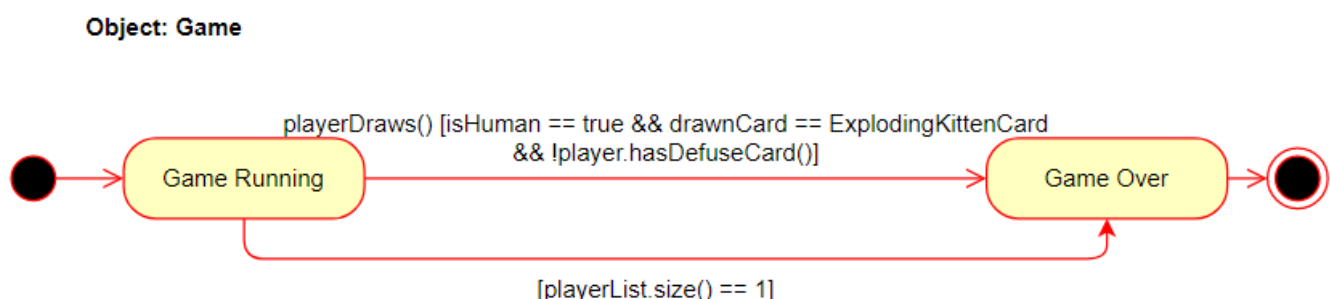 Object: Game
playerDraws() [isHuman == true && drawnCard == ExplodingKittenCard
&& !player.hasDefuseCard()]
Game Running
Game Over
[playerList.size() == 1]